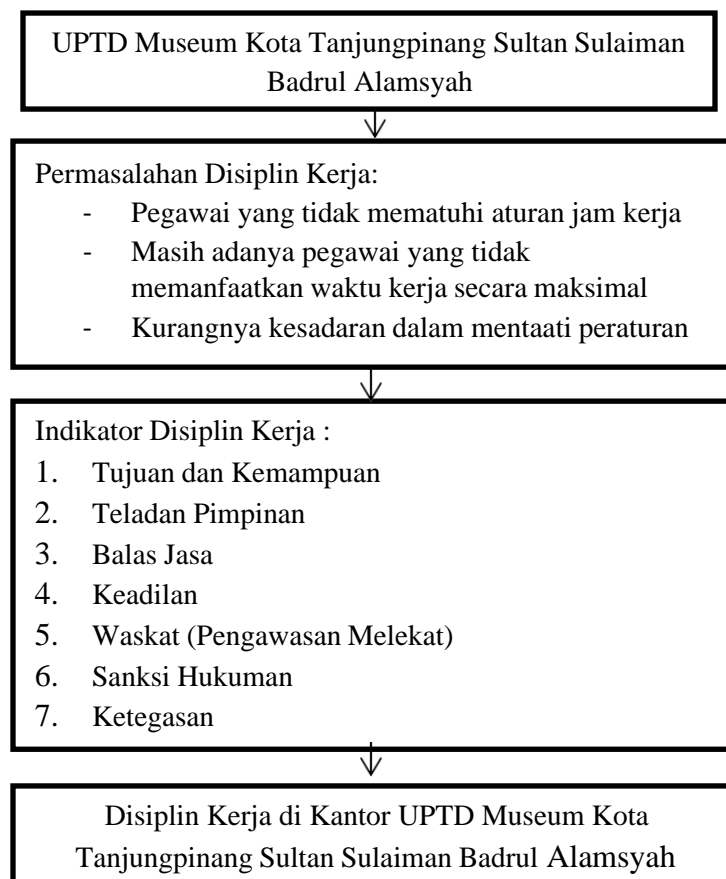 UPTD Museum Kota Tanjungpinang Sultan Sulaiman
Badrul Alamsyah
Permasalahan Disiplin Kerja:
- Pegawai yang tidak mematuhi aturan jam kerja
- Masih adanya pegawai yang tidak
memanfaatkan waktu kerja secara maksimal
- Kurangnya kesadaran dalam mentaati peraturan
Indikator Disiplin Kerja :
1. Tujuan dan Kemampuan
2. Teladan Pimpinan
3. Balas Jasa
4. Keadilan
5. Waskat (Pengawasan Melekat)
6. Sanksi Hukuman
7. Ketegasan
Disiplin Kerja di Kantor UPTD Museum Kota
Tanjungpinang Sultan Sulaiman Badrul Alamsyah